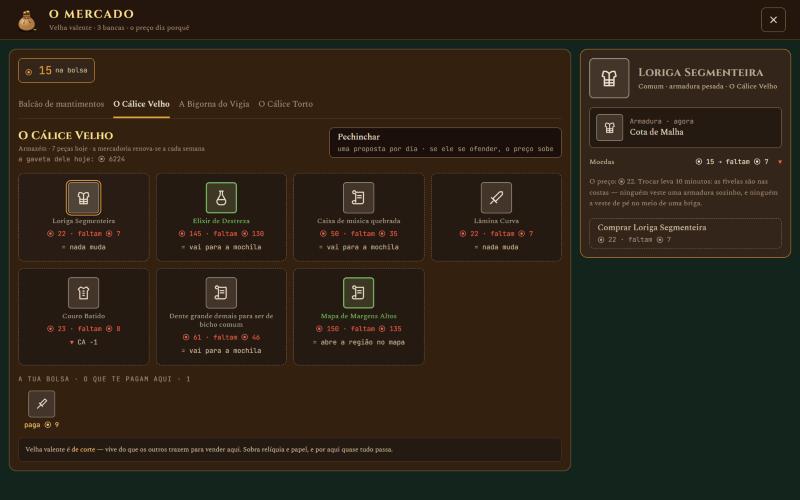 O MERCADO
Velha valente · 3 bancas · o preço diz porquê
✕
15 na bolsa
Balcão de mantimentos
O Cálice Velho
A Bigorna do Vigia
O Cálice Torto
O CÁLICE VELHO
Armazém · 7 peças hoje · a mercadoria renova-se a cada semana
a gaveta dele hoje: 6224
Pechinchar
uma proposta por dia · se ele se ofender, o preço sobe
Loriga Segmenteira
22 · faltam 7
= nada muda
Elixir de Destreza
145 · faltam 130
= vai para a mochila
Caixa de música quebrada
50 · faltam 35
= vai para a mochila
Lâmina Curva
22 · faltam 7
= nada muda
Couro Batido
23 · faltam 8
▼ CA -1
Dente grande demais para ser de
bicho comum
61 · faltam 46
= vai para a mochila
Mapa de Margens Altos
150 · faltam 135
= abre a região no mapa
A TUA BOLSA · O QUE TE PAGAM AQUI · 1
paga 9
Velha valente é de corte — vive do que os outros trazem para vender aqui. Sobra relíquia e papel, e por aqui quase tudo passa.
LORIGA SEGMENTEIRA
Comum · armadura pesada · O Cálice Velho
Armadura · agora
Cota de Malha
Moedas
15 → faltam 7 ▼
O preço: 22. Trocar leva 10 minutos: as fivelas são nas
costas — ninguém veste uma armadura sozinho, e ninguém
a veste de pé no meio de uma briga.
Comprar Loriga Segmenteira
22 · faltam 7